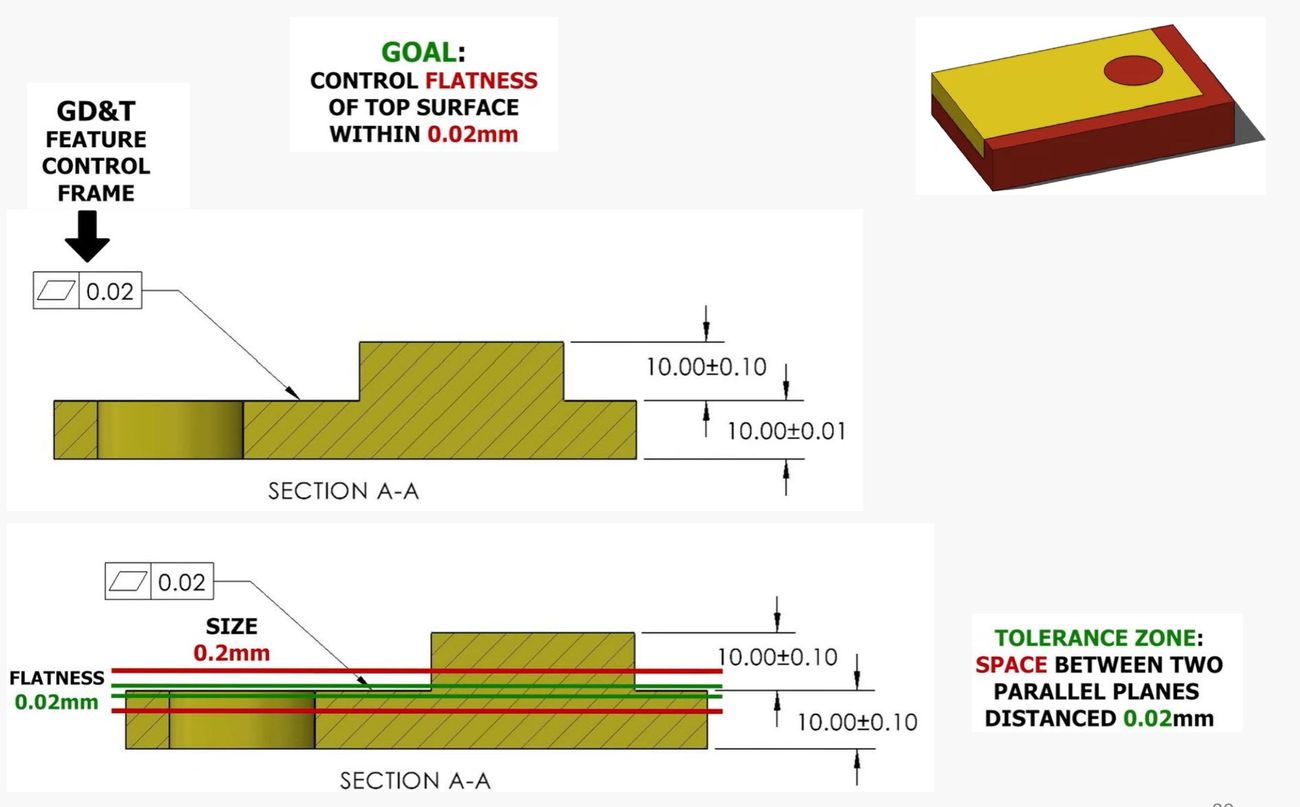 GOAL:
CONTROL FLATNESS
OF TOP SURFACE
WITHIN 0.02mm
GD&T
FEATURE
CONTROL
FRAME
0.02
10.00±0.10
10.00±0.01
SECTION A-A
0.02
SIZE
0.2mm
FLATNESS
0.02mm
10.00±0.10
10.00±0.10
SECTION A-A
TOLERANCE ZONE:
SPACE BETWEEN TWO
PARALLEL PLANES
DISTANCED 0.02mm